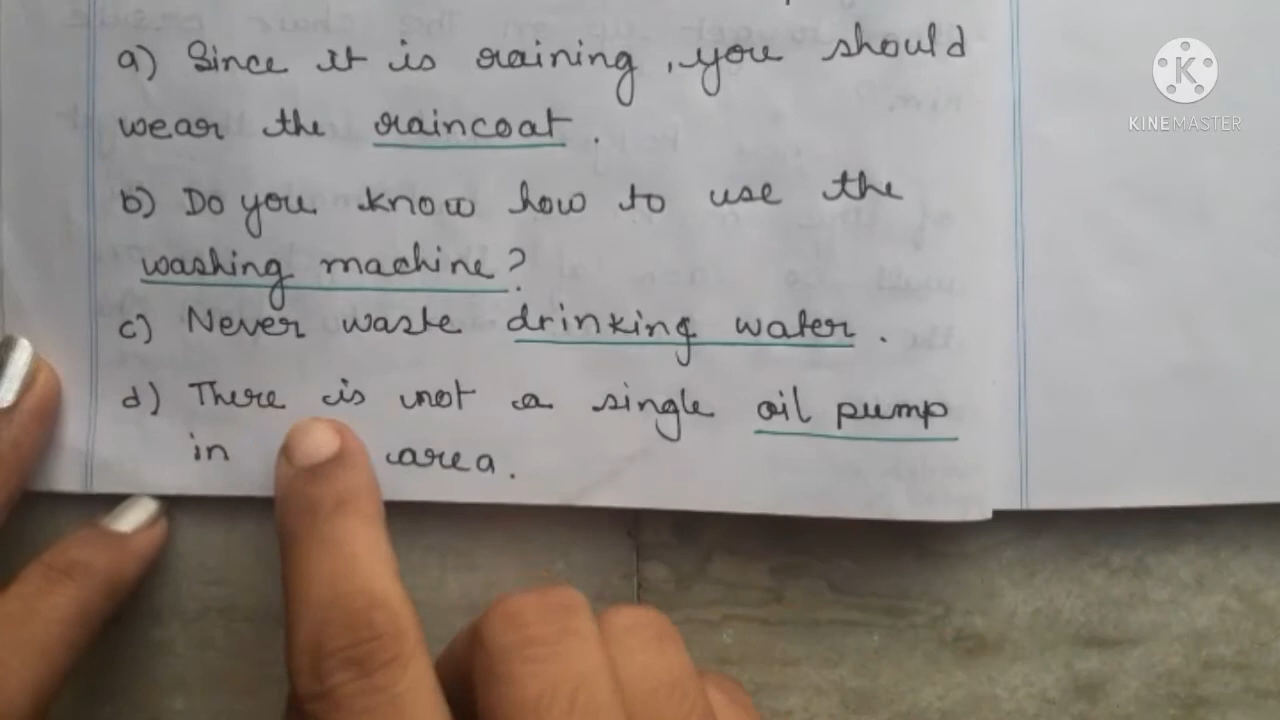 a) Since it is raining, you should
wear the raincoat.
KINEMASTER
b) Do you know how to use the
washing machine?
c) Never waste drinking water.
d) There is not a single oil pump
in area.